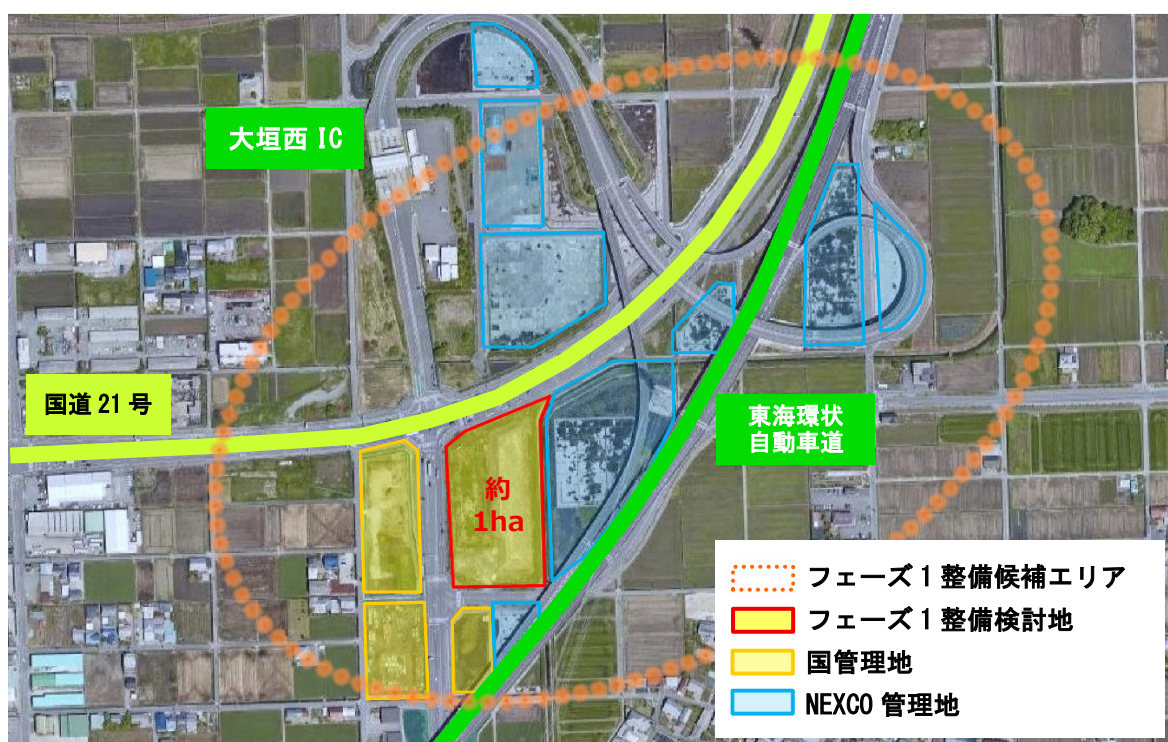 大垣西 IC
国道 21 号
東海環状
自動車道
約
1ha
フェーズ1整備候補エリア
フェーズ1整備検討地
国管理地
NEXCO 管理地